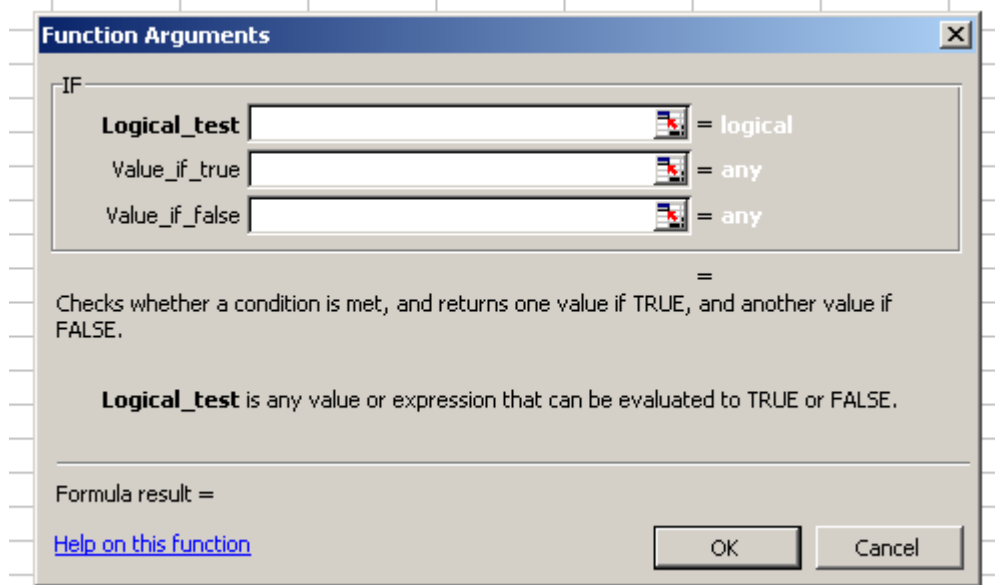 Function Arguments
IF
Logical_test = logical
Value_if_true = any
Value_if_false = any
=
Checks whether a condition is met, and returns one value if TRUE, and another value if
FALSE.
Logical_test is any value or expression that can be evaluated to TRUE or FALSE.
Formula result =
Help on this function
OK Cancel